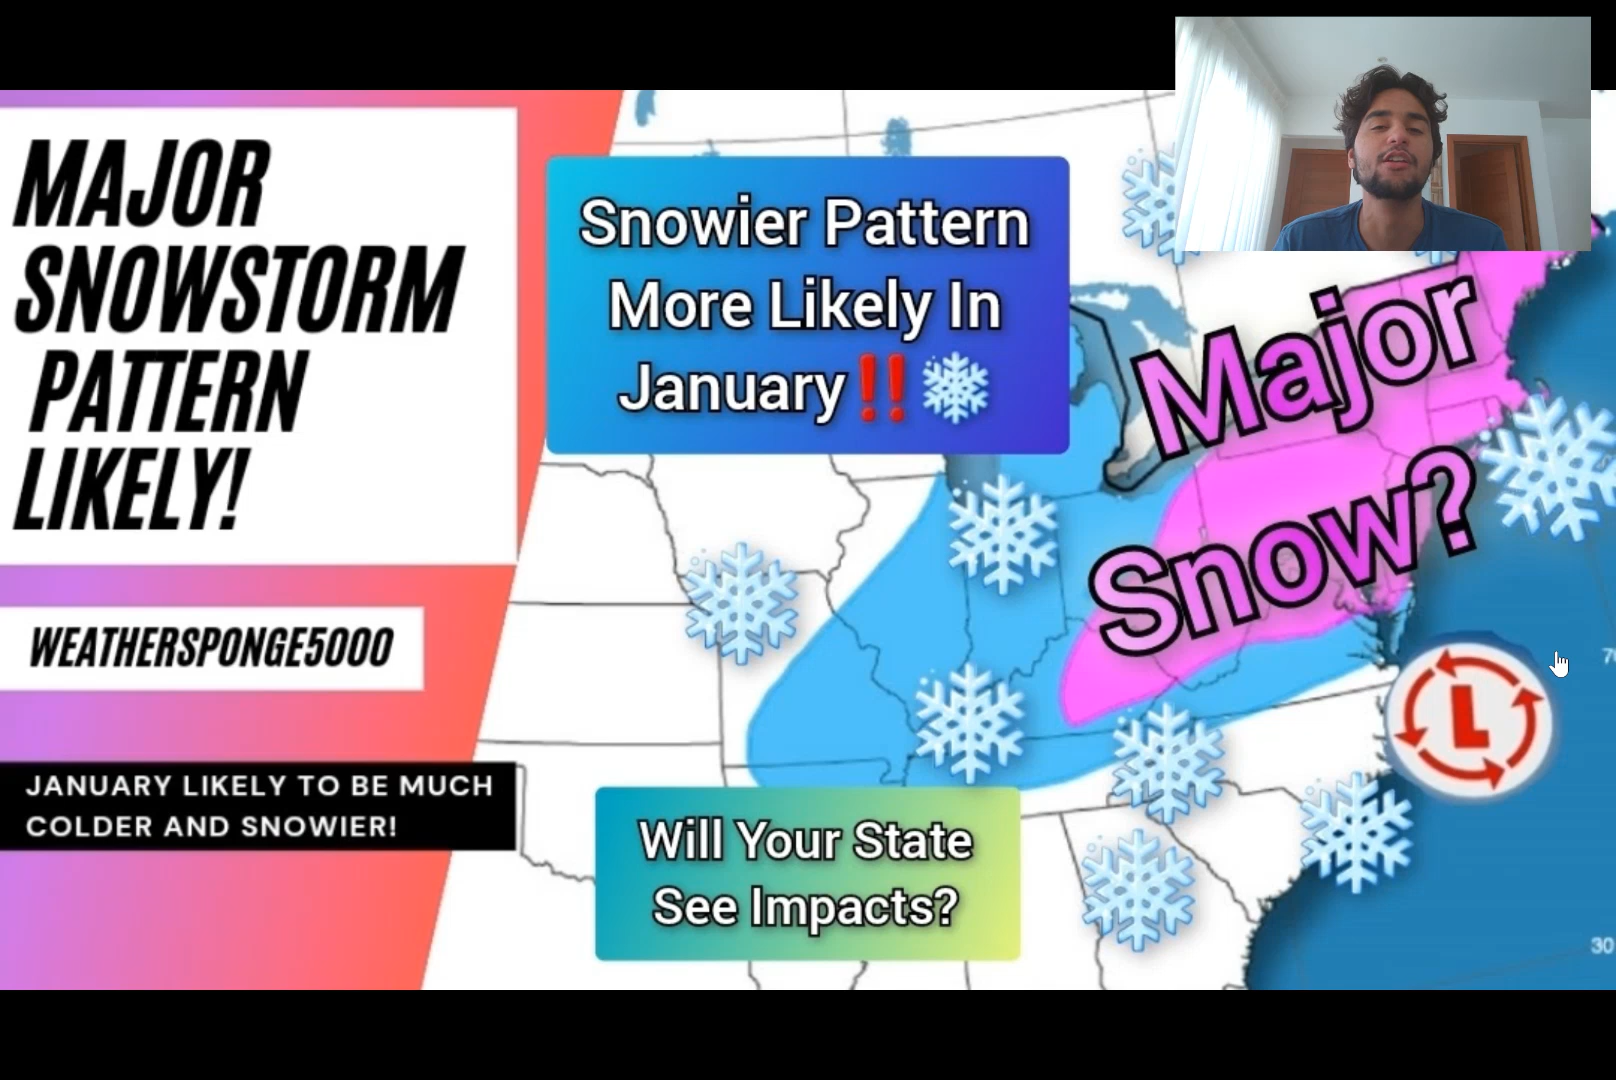 MAJOR
SNOWSTORM
PATTERN
LIKELY!
WEATHERSPONGE5000
JANUARY LIKELY TO BE MUCH
COLDER AND SNOWIER!
Snowier Pattern
More Likely In
January‼️❄️
Major
Snow?
L
Will Your State
See Impacts?
30